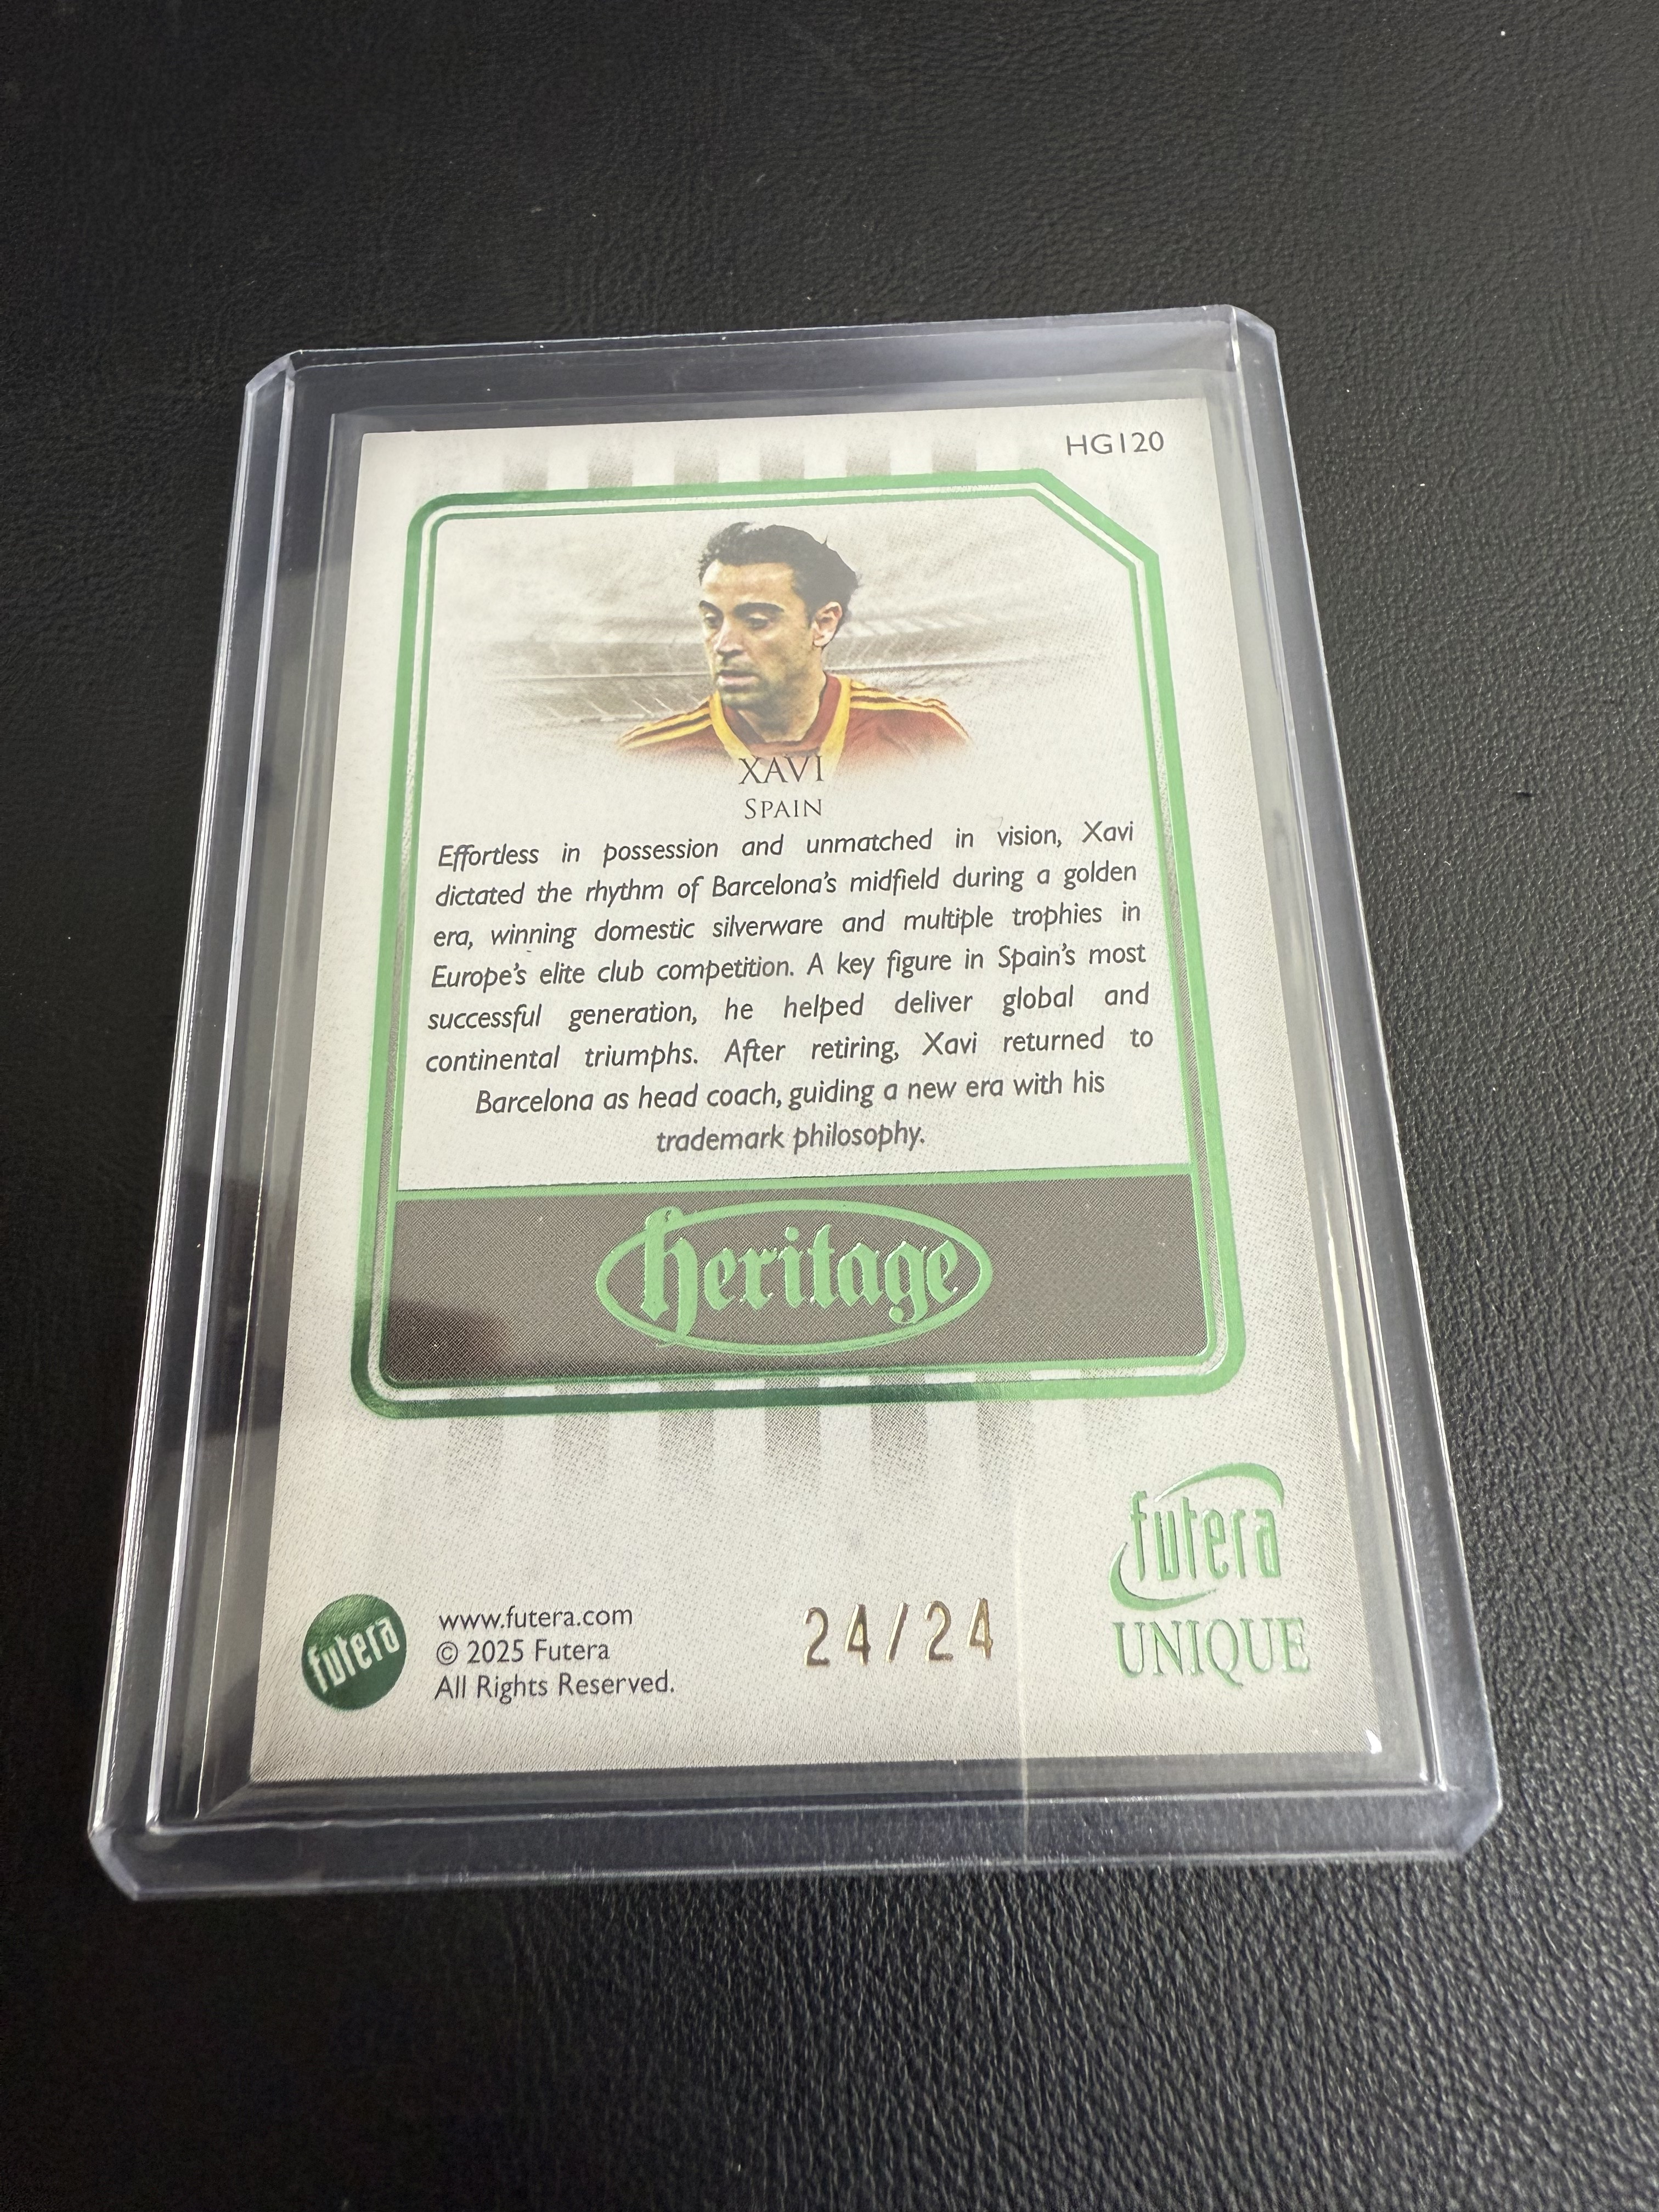 HG120
XAVI
SPAIN
Effortless in possession and unmatched in vision, Xavi
dictated the rhythm of Barcelona's midfield during a golden
era, winning domestic silverware and multiple trophies in
Europe's elite club competition. A key figure in Spain's most
successful generation, he helped deliver global and
continental triumphs. After retiring, Xavi returned to
Barcelona as head coach, guiding a new era with his
trademark philosophy.
heritage
futera
UNIQUE
futera
www.futera.com
© 2025 Futera
All Rights Reserved.
24/24